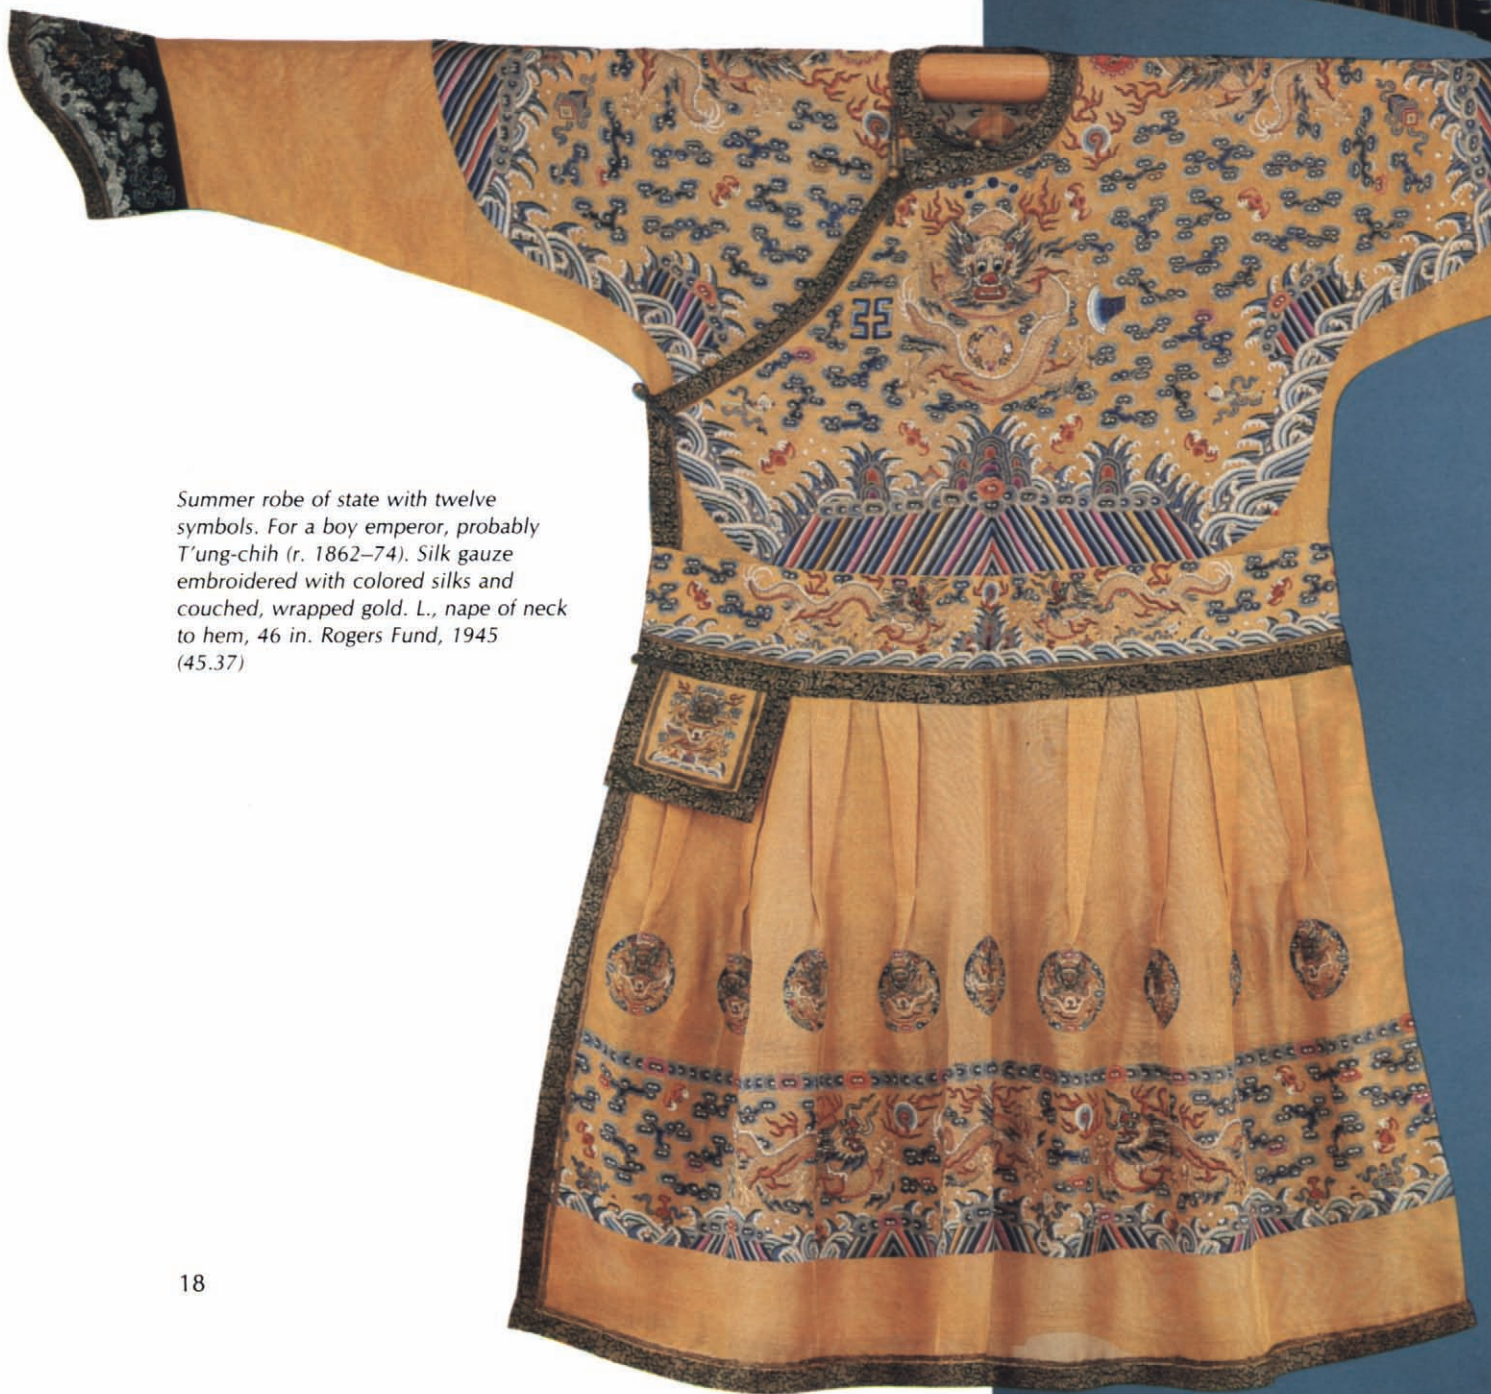 Summer robe of state with twelve
symbols. For a boy emperor, probably
T'ung-chih (r. 1862–74). Silk gauze
embroidered with colored silks and
couched, wrapped gold. L., nape of neck
to hem, 46 in. Rogers Fund, 1945
(45.37)
18